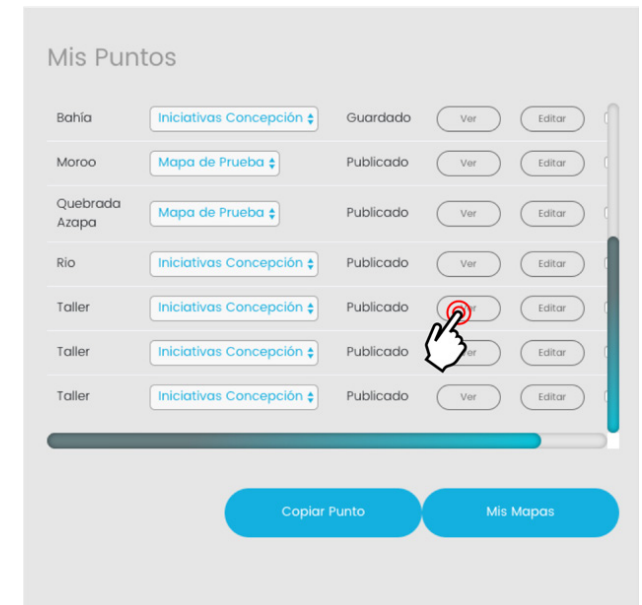 Mis Puntos
Bahía Iniciativas Concepción Guardado Ver Editar
Moroo Mapa de Prueba Publicado Ver Editar
Quebrada
Azapa Mapa de Prueba Publicado Ver Editar
Rio Iniciativas Concepción Publicado Ver Editar
Taller Iniciativas Concepción Publicado Editar
Taller Iniciativas Concepción Publicado Ver Editar
Taller Iniciativas Concepción Publicado Ver Editar
Copiar Punto Mis Mapas